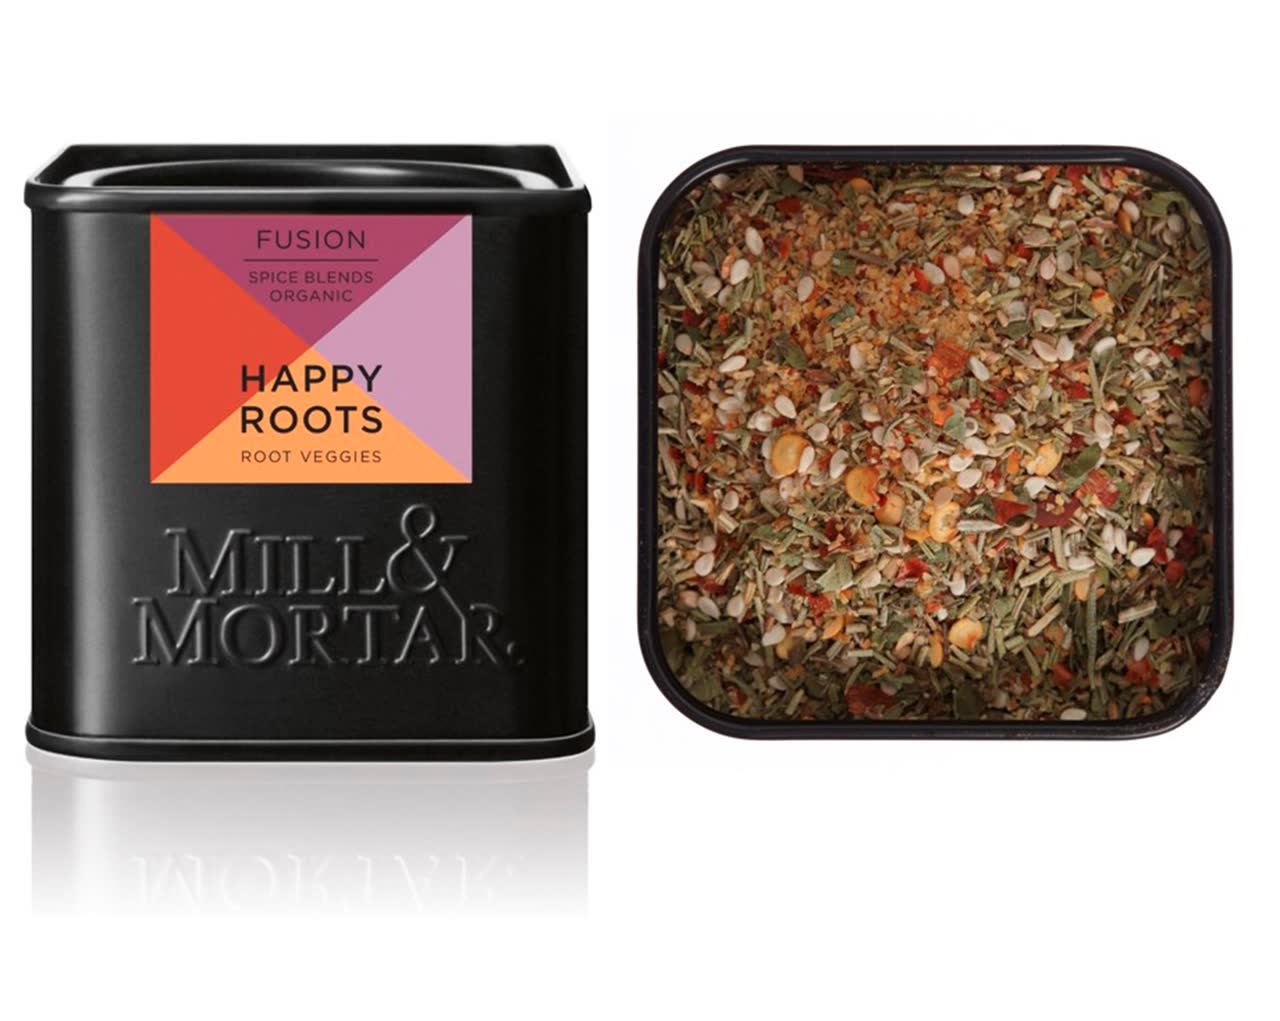 FUSION
SPICE BLENDS
ORGANIC
HAPPY
ROOTS
ROOT VEGGIES
MILL &
MORTAR.